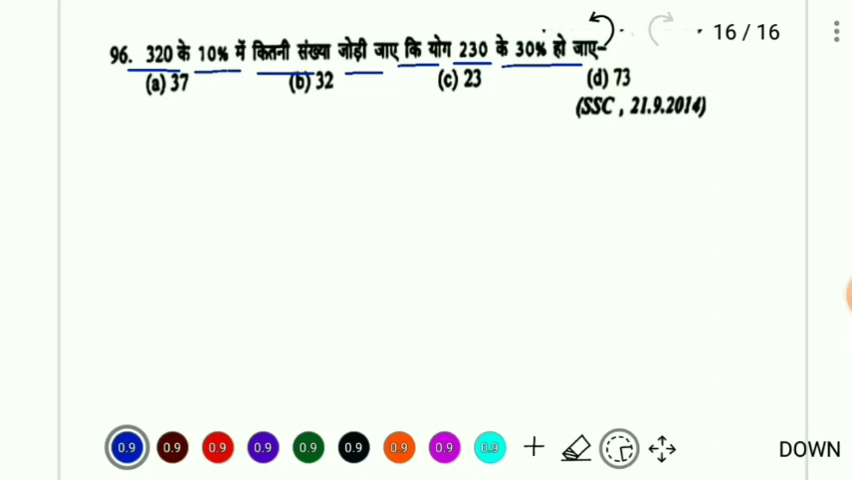 16 / 16
96. 320 के 10% में कितनी संख्या जोड़ी जाए कि योग 230 के 30% हो जाए–
(a) 37 (b) 32 (c) 23 (d) 73
(SSC , 21.9.2014)
0.9 0.9 0.9 0.9 0.9 0.9 0.9 0.9 0.9
DOWN